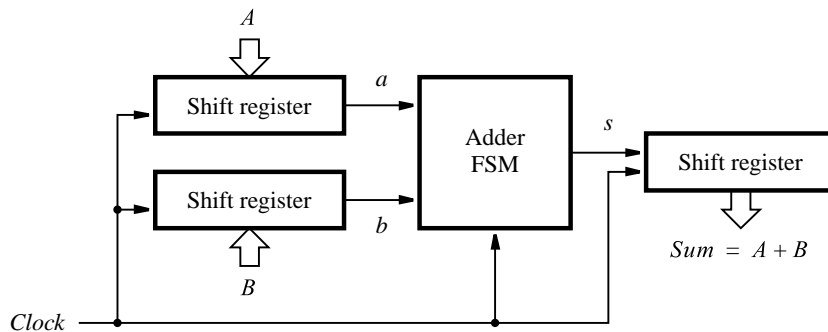 A
Shift register
a
Adder
FSM
s
Shift register
Shift register
b
B
Sum = A + B
Clock